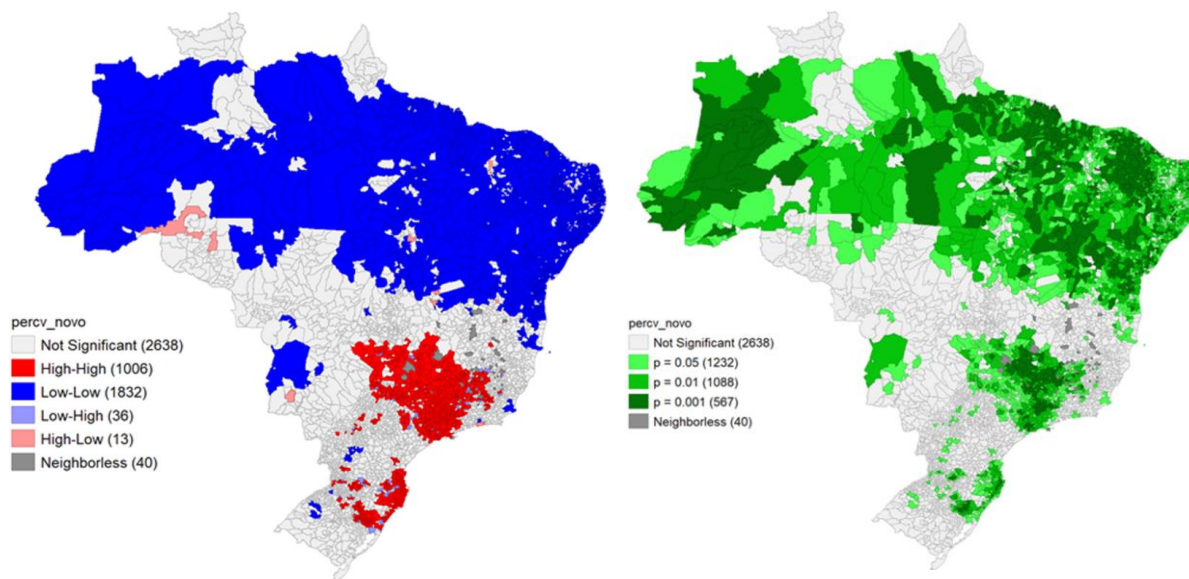 percv_novo
Not Significant (2638)
High-High (1006)
Low-Low (1832)
Low-High (36)
High-Low (13)
Neighborless (40)
percv_novo
Not Significant (2638)
p = 0.05 (1232)
p = 0.01 (1088)
p = 0.001 (567)
Neighborless (40)